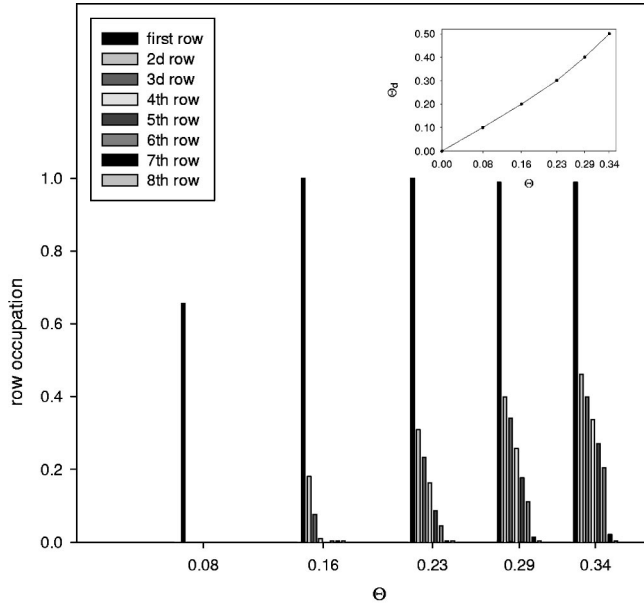 first row
2d row
3d row
4th row
5th row
6th row
7th row
8th row
0.50
0.40
0.30
0.20
0.10
0.00
Θd
0.00 0.08 0.16 0.23 0.29 0.34
Θ
1.0
0.8
0.6
0.4
0.2
0.0
row occupation
0.08 0.16 0.23 0.29 0.34
Θ